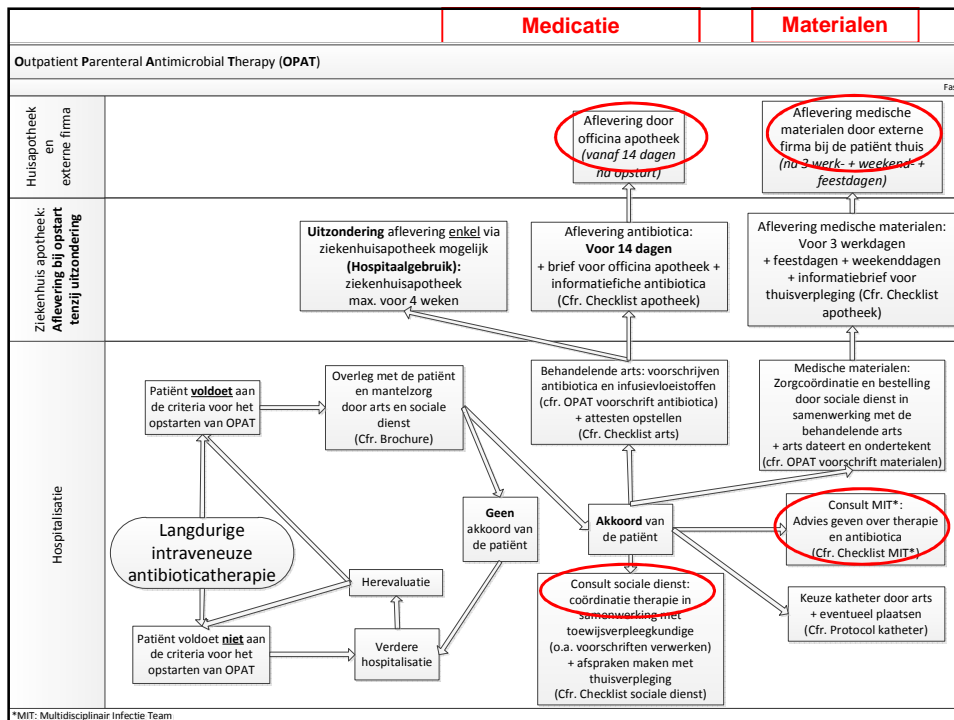 Medicatie
Materialen
Outpatient Parenteral Antimicrobial Therapy (OPAT)
Fas
Huisapotheek
en
externe firma
Aflevering door
officina apotheek
(vanaf 14 dagen
na opstart)
Aflevering medische
materialen door externe
firma bij de patiënt thuis
(na 3 werk- + weekend- +
feestdagen)
Ziekenhuis apotheek:
Aflevering bij opstart
tenzij uitzondering
Uitzondering aflevering enkel via
ziekenhuisapotheek mogelijk
(Hospitaalgebruik):
ziekenhuisapotheek
max. voor 4 weken
Aflevering antibiotica:
Voor 14 dagen
+ brief voor officina apotheek +
informatiefiche antibiotica
(Cfr. Checklist apotheek)
Aflevering medische materialen:
Voor 3 werkdagen
+ feestdagen + weekenddagen
+ informatiebrief voor
thuisverpleging (Cfr. Checklist
apotheek)
Hospitalisatie
Patiënt voldoet aan
de criteria voor het
opstarten van OPAT
Overleg met de patiënt
en mantelzorg
door arts en sociale
dienst
(Cfr. Brochure)
Behandelende arts: voorschrijven
antibiotica en infusievloeistoffen
(cfr. OPAT voorschrift antibiotica)
+ attesten opstellen
(Cfr. Checklist arts)
Medische materialen:
Zorgcoördinatie en bestelling
door sociale dienst in
samenwerking met de
behandelende arts
+ arts dateert en ondertekent
(cfr. OPAT voorschrift materialen)
Langdurige
intraveneuze
antibioticatherapie
Geen
akkoord van
de patiënt
Akkoord van
de patiënt
Consult MIT*:
Advies geven over therapie
en antibiotica
(Cfr. Checklist MIT*)
Herevaluatie
Consult sociale dienst:
coördinatie therapie in
samenwerking met
toewijsverpleegkundige
(o.a. voorschriften verwerken)
+ afspraken maken met
thuisverpleging
(Cfr. Checklist sociale dienst)
Keuze katheter door arts
+ eventueel plaatsen
(Cfr. Protocol katheter)
Patiënt voldoet niet aan
de criteria voor het
opstarten van OPAT
Verdere
hospitalisatie
*MIT: Multidisciplinair Infectie Team